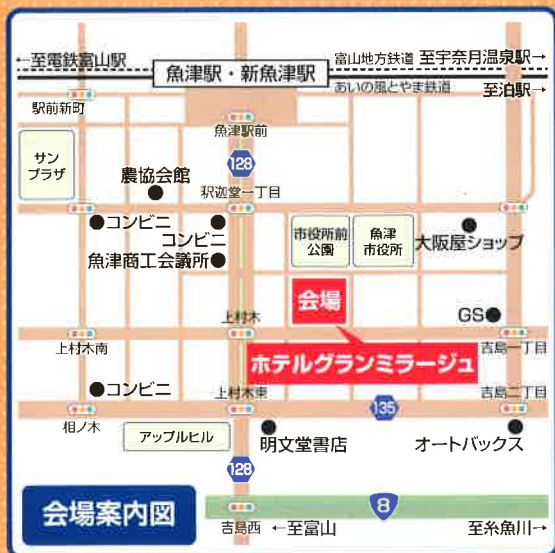 ←至電鉄富山駅
富山地方鉄道 至宇奈月温泉駅→
魚津駅・新魚津駅
あいの風とやま鉄道
至泊駅→
駅前新町
魚津駅前
サン
プラザ
128
農協会館
釈迦堂一丁目
コンビニ
コンビニ
魚津商工会議所
市役所前
公園
魚津
市役所
大阪屋ショップ
会場
GS
上村木
上村木南
吉島一丁目
ホテルグランミラージュ
コンビニ
上村木東
吉島二丁目
135
相ノ木
アップルヒル
明文堂書店
オートバックス
128
会場案内図
8
吉島西
←至富山
至糸魚川→